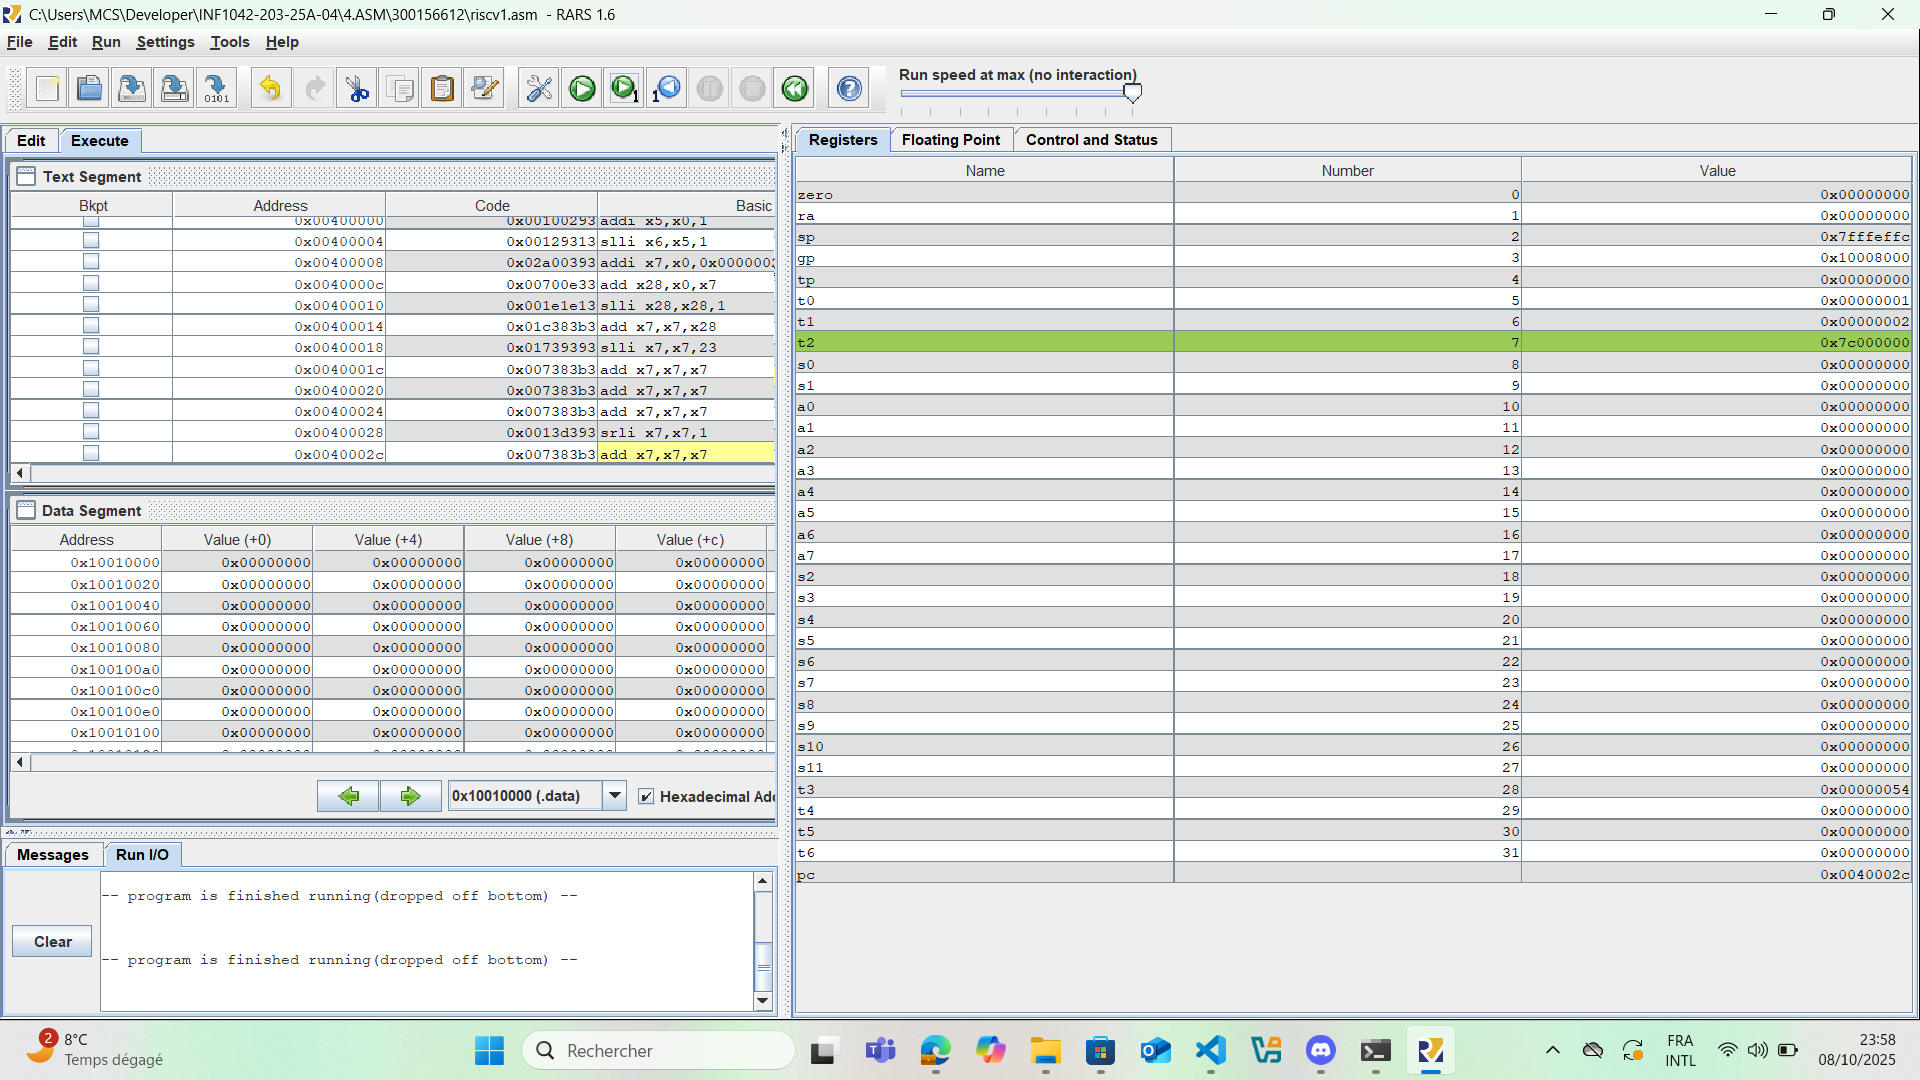 C:\Users\MCS\Developer\INF1042-203-25A-04\4.ASM\300156612\riscv1.asm - RARS 1.6
File Edit Run Settings Tools Help
Run speed at max (no interaction)
Edit Execute
Text Segment
Bkpt Address Code Basic
0x00400000 0x00100293 addi x5,x0,1
0x00400004 0x00129313 slli x6,x5,1
0x00400008 0x02a00393 addi x7,x0,0x0000002
0x0040000c 0x00700e33 add x28,x0,x7
0x00400010 0x001e1e13 slli x28,x28,1
0x00400014 0x01c383b3 add x7,x7,x28
0x00400018 0x01739393 slli x7,x7,23
0x0040001c 0x007383b3 add x7,x7,x7
0x00400020 0x007383b3 add x7,x7,x7
0x00400024 0x007383b3 add x7,x7,x7
0x00400028 0x0013d393 srli x7,x7,1
0x0040002c 0x007383b3 add x7,x7,x7
Data Segment
Address Value (+0) Value (+4) Value (+8) Value (+c)
0x10010000 0x00000000 0x00000000 0x00000000 0x00000000
0x10010020 0x00000000 0x00000000 0x00000000 0x00000000
0x10010040 0x00000000 0x00000000 0x00000000 0x00000000
0x10010060 0x00000000 0x00000000 0x00000000 0x00000000
0x10010080 0x00000000 0x00000000 0x00000000 0x00000000
0x100100a0 0x00000000 0x00000000 0x00000000 0x00000000
0x100100c0 0x00000000 0x00000000 0x00000000 0x00000000
0x100100e0 0x00000000 0x00000000 0x00000000 0x00000000
0x10010100 0x00000000 0x00000000 0x00000000 0x00000000
0x10010000 (.data) Hexadecimal Add
Messages Run I/O
-- program is finished running(dropped off bottom) --
Clear
-- program is finished running(dropped off bottom) --
Registers Floating Point Control and Status
Name Number Value
zero 0 0x00000000
ra 1 0x00000000
sp 2 0x7fffeffc
gp 3 0x10008000
tp 4 0x00000000
t0 5 0x00000001
t1 6 0x00000002
t2 7 0x7c000000
s0 8 0x00000000
s1 9 0x00000000
a0 10 0x00000000
a1 11 0x00000000
a2 12 0x00000000
a3 13 0x00000000
a4 14 0x00000000
a5 15 0x00000000
a6 16 0x00000000
a7 17 0x00000000
s2 18 0x00000000
s3 19 0x00000000
s4 20 0x00000000
s5 21 0x00000000
s6 22 0x00000000
s7 23 0x00000000
s8 24 0x00000000
s9 25 0x00000000
s10 26 0x00000000
s11 27 0x00000000
t3 28 0x00000054
t4 29 0x00000000
t5 30 0x00000000
t6 31 0x00000000
pc 0x0040002c
2 8°C
Temps dégagé
Rechercher
FRA
INTL
23:58
08/10/2025